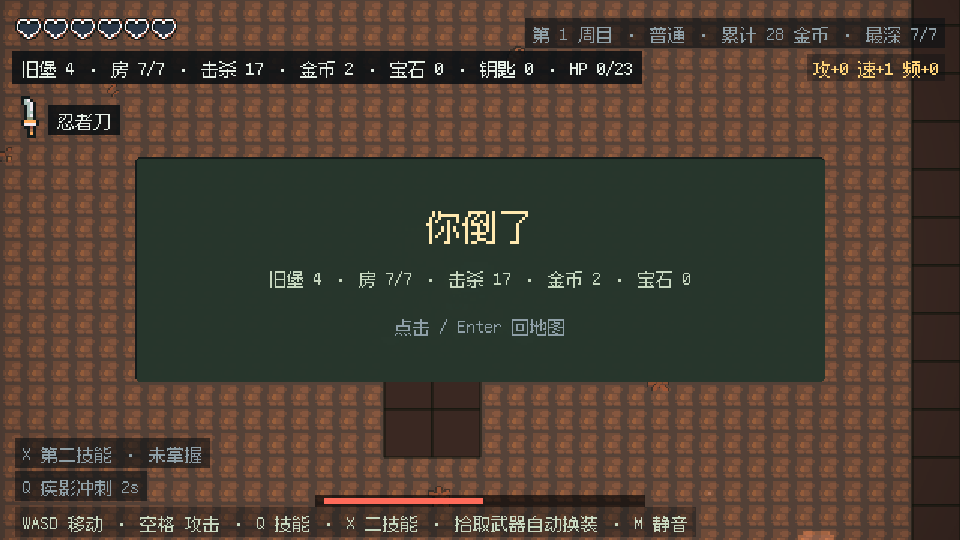 第 1 周目 · 普通 · 累计 28 金币 · 最深 7/7
旧堡 4 · 房 7/7 · 击杀 17 · 金币 2 · 宝石 0 · 钥匙 0 · HP 0/23
攻+0 速+1 频+0
忍者刀
你倒了
旧堡 4 · 房 7/7 · 击杀 17 · 金币 2 · 宝石 0
点击 / Enter 回地图
X 第二技能 · 未掌握
Q 疾影冲刺 2s
WASD 移动 · 空格 攻击 · Q 技能 · X 二技能 · 拾取武器自动换装 · M 静音